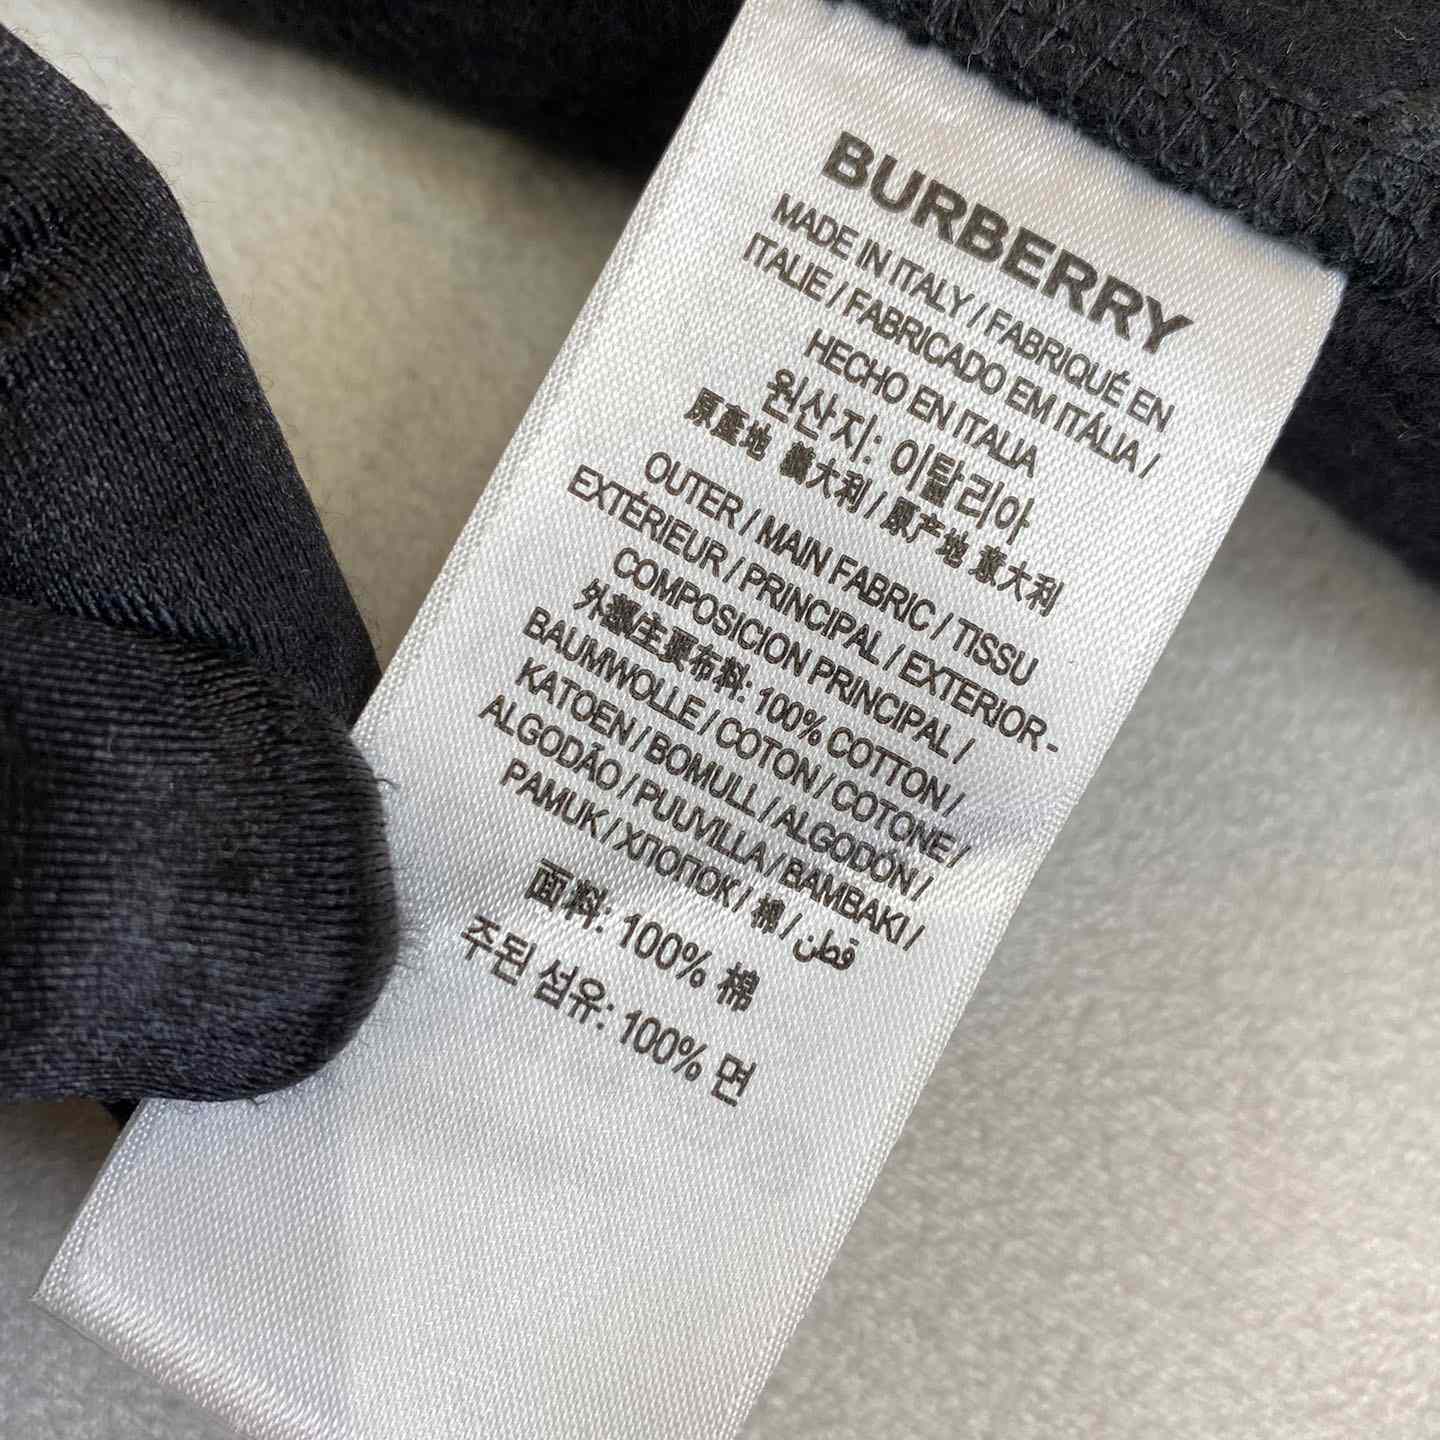 BURBERRY
MADE IN ITALY / FABRIQUÉ EN
ITALIE / FABRICADO EM ITÁLIA /
HECHO EN ITALIA
원산지: 이탈리아
原產地 義大利 / 原产地 意大利
OUTER / MAIN FABRIC / TISSU
EXTÉRIEUR / PRINCIPAL / EXTERIOR -
COMPOSICION PRINCIPAL /
外部主要布料: 100% COTTON /
BAUMWOLLE / COTON / COTONE /
KATOEN / BOMULL / ALGODÓN /
ALGODÃO / PUUVILLA / BAMBAKI /
PAMUK / ХЛОПОК / 棉 / قطن
面料: 100% 棉
주된 섬유: 100% 면